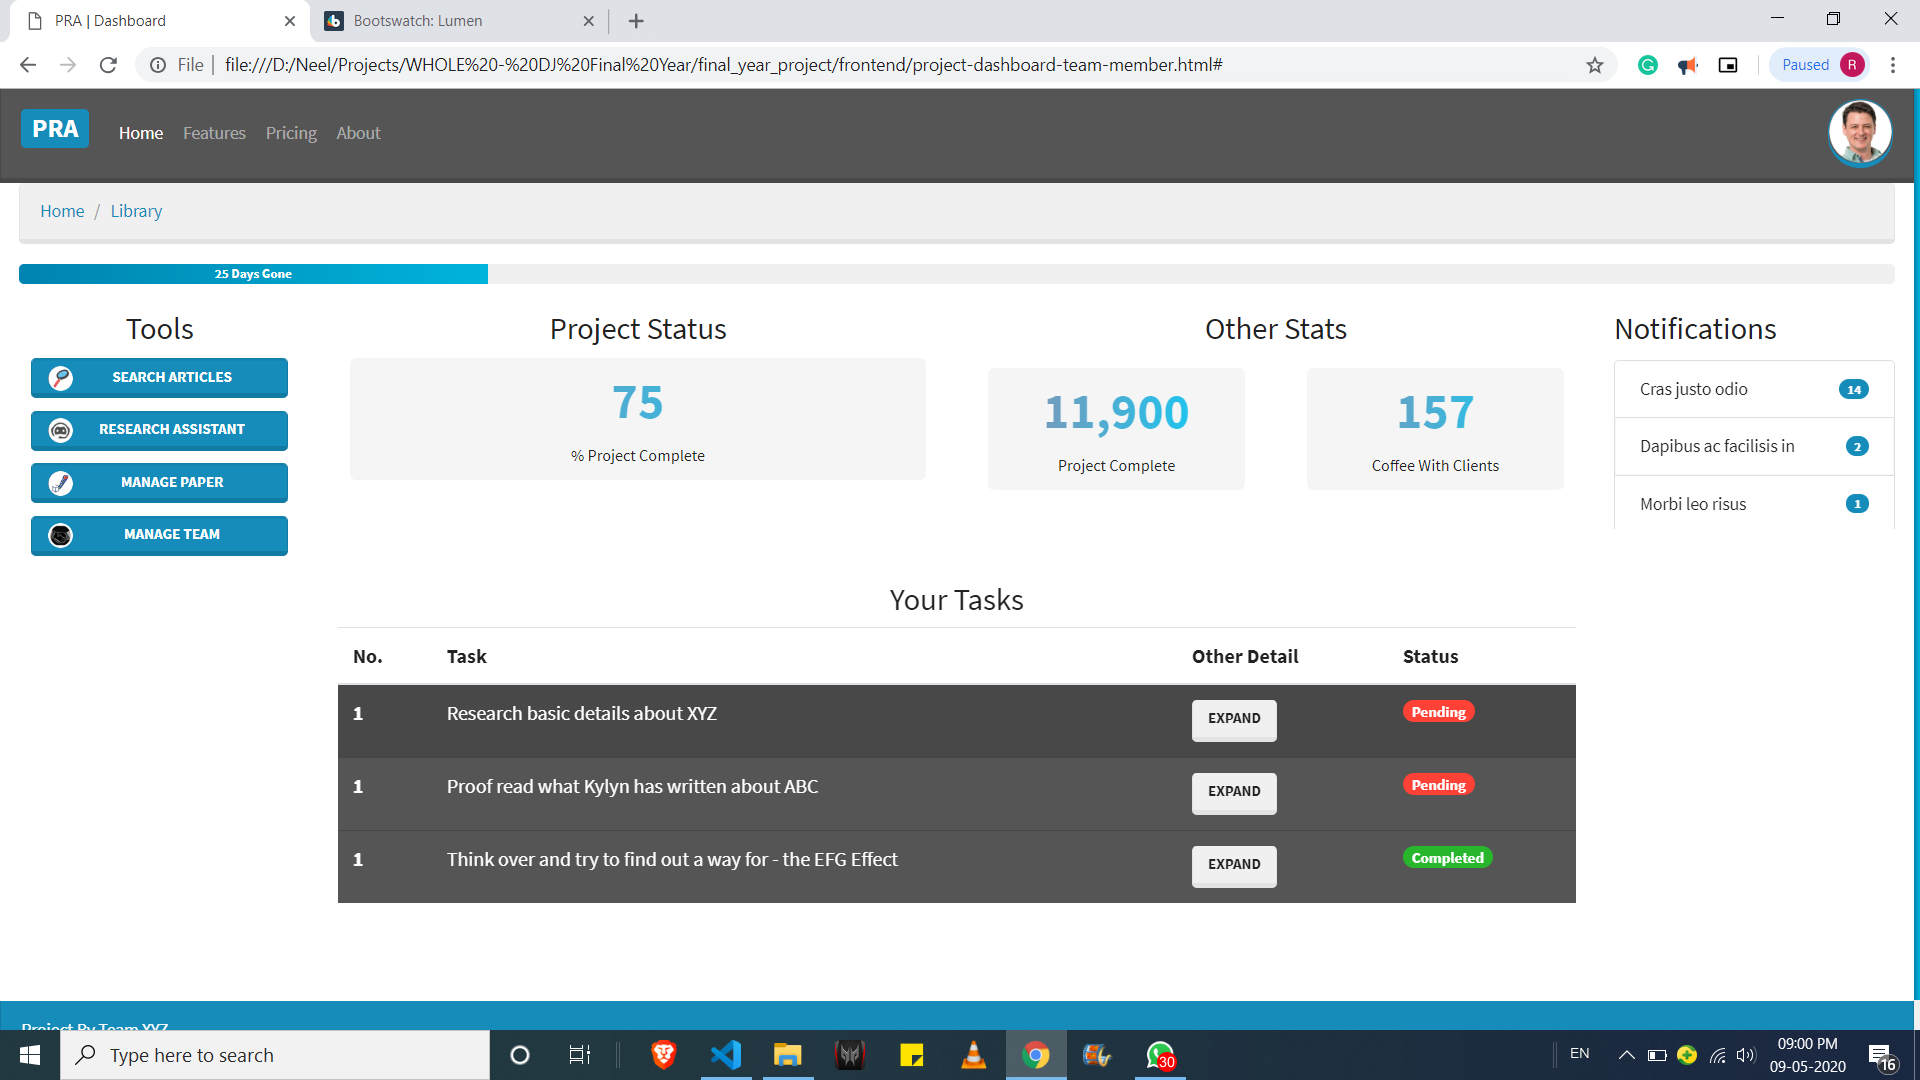 PRA | Dashboard
Bootswatch: Lumen
File
file:///D:/Neel/Projects/WHOLE%20-%20DJ%20Final%20Year/final_year_project/frontend/project-dashboard-team-member.html#
Paused
R
PRA
Home
Features
Pricing
About
Home / Library
25 Days Gone
Tools
SEARCH ARTICLES
RESEARCH ASSISTANT
MANAGE PAPER
MANAGE TEAM
Project Status
75
% Project Complete
Other Stats
11,900
Project Complete
157
Coffee With Clients
Notifications
Cras justo odio 14
Dapibus ac facilisis in 2
Morbi leo risus 1
Your Tasks
No. Task Other Detail Status
1 Research basic details about XYZ EXPAND Pending
1 Proof read what Kylyn has written about ABC EXPAND Pending
1 Think over and try to find out a way for - the EFG Effect EXPAND Completed
Project By Team XYZ
Type here to search
30
EN
09:00 PM
09-05-2020
16